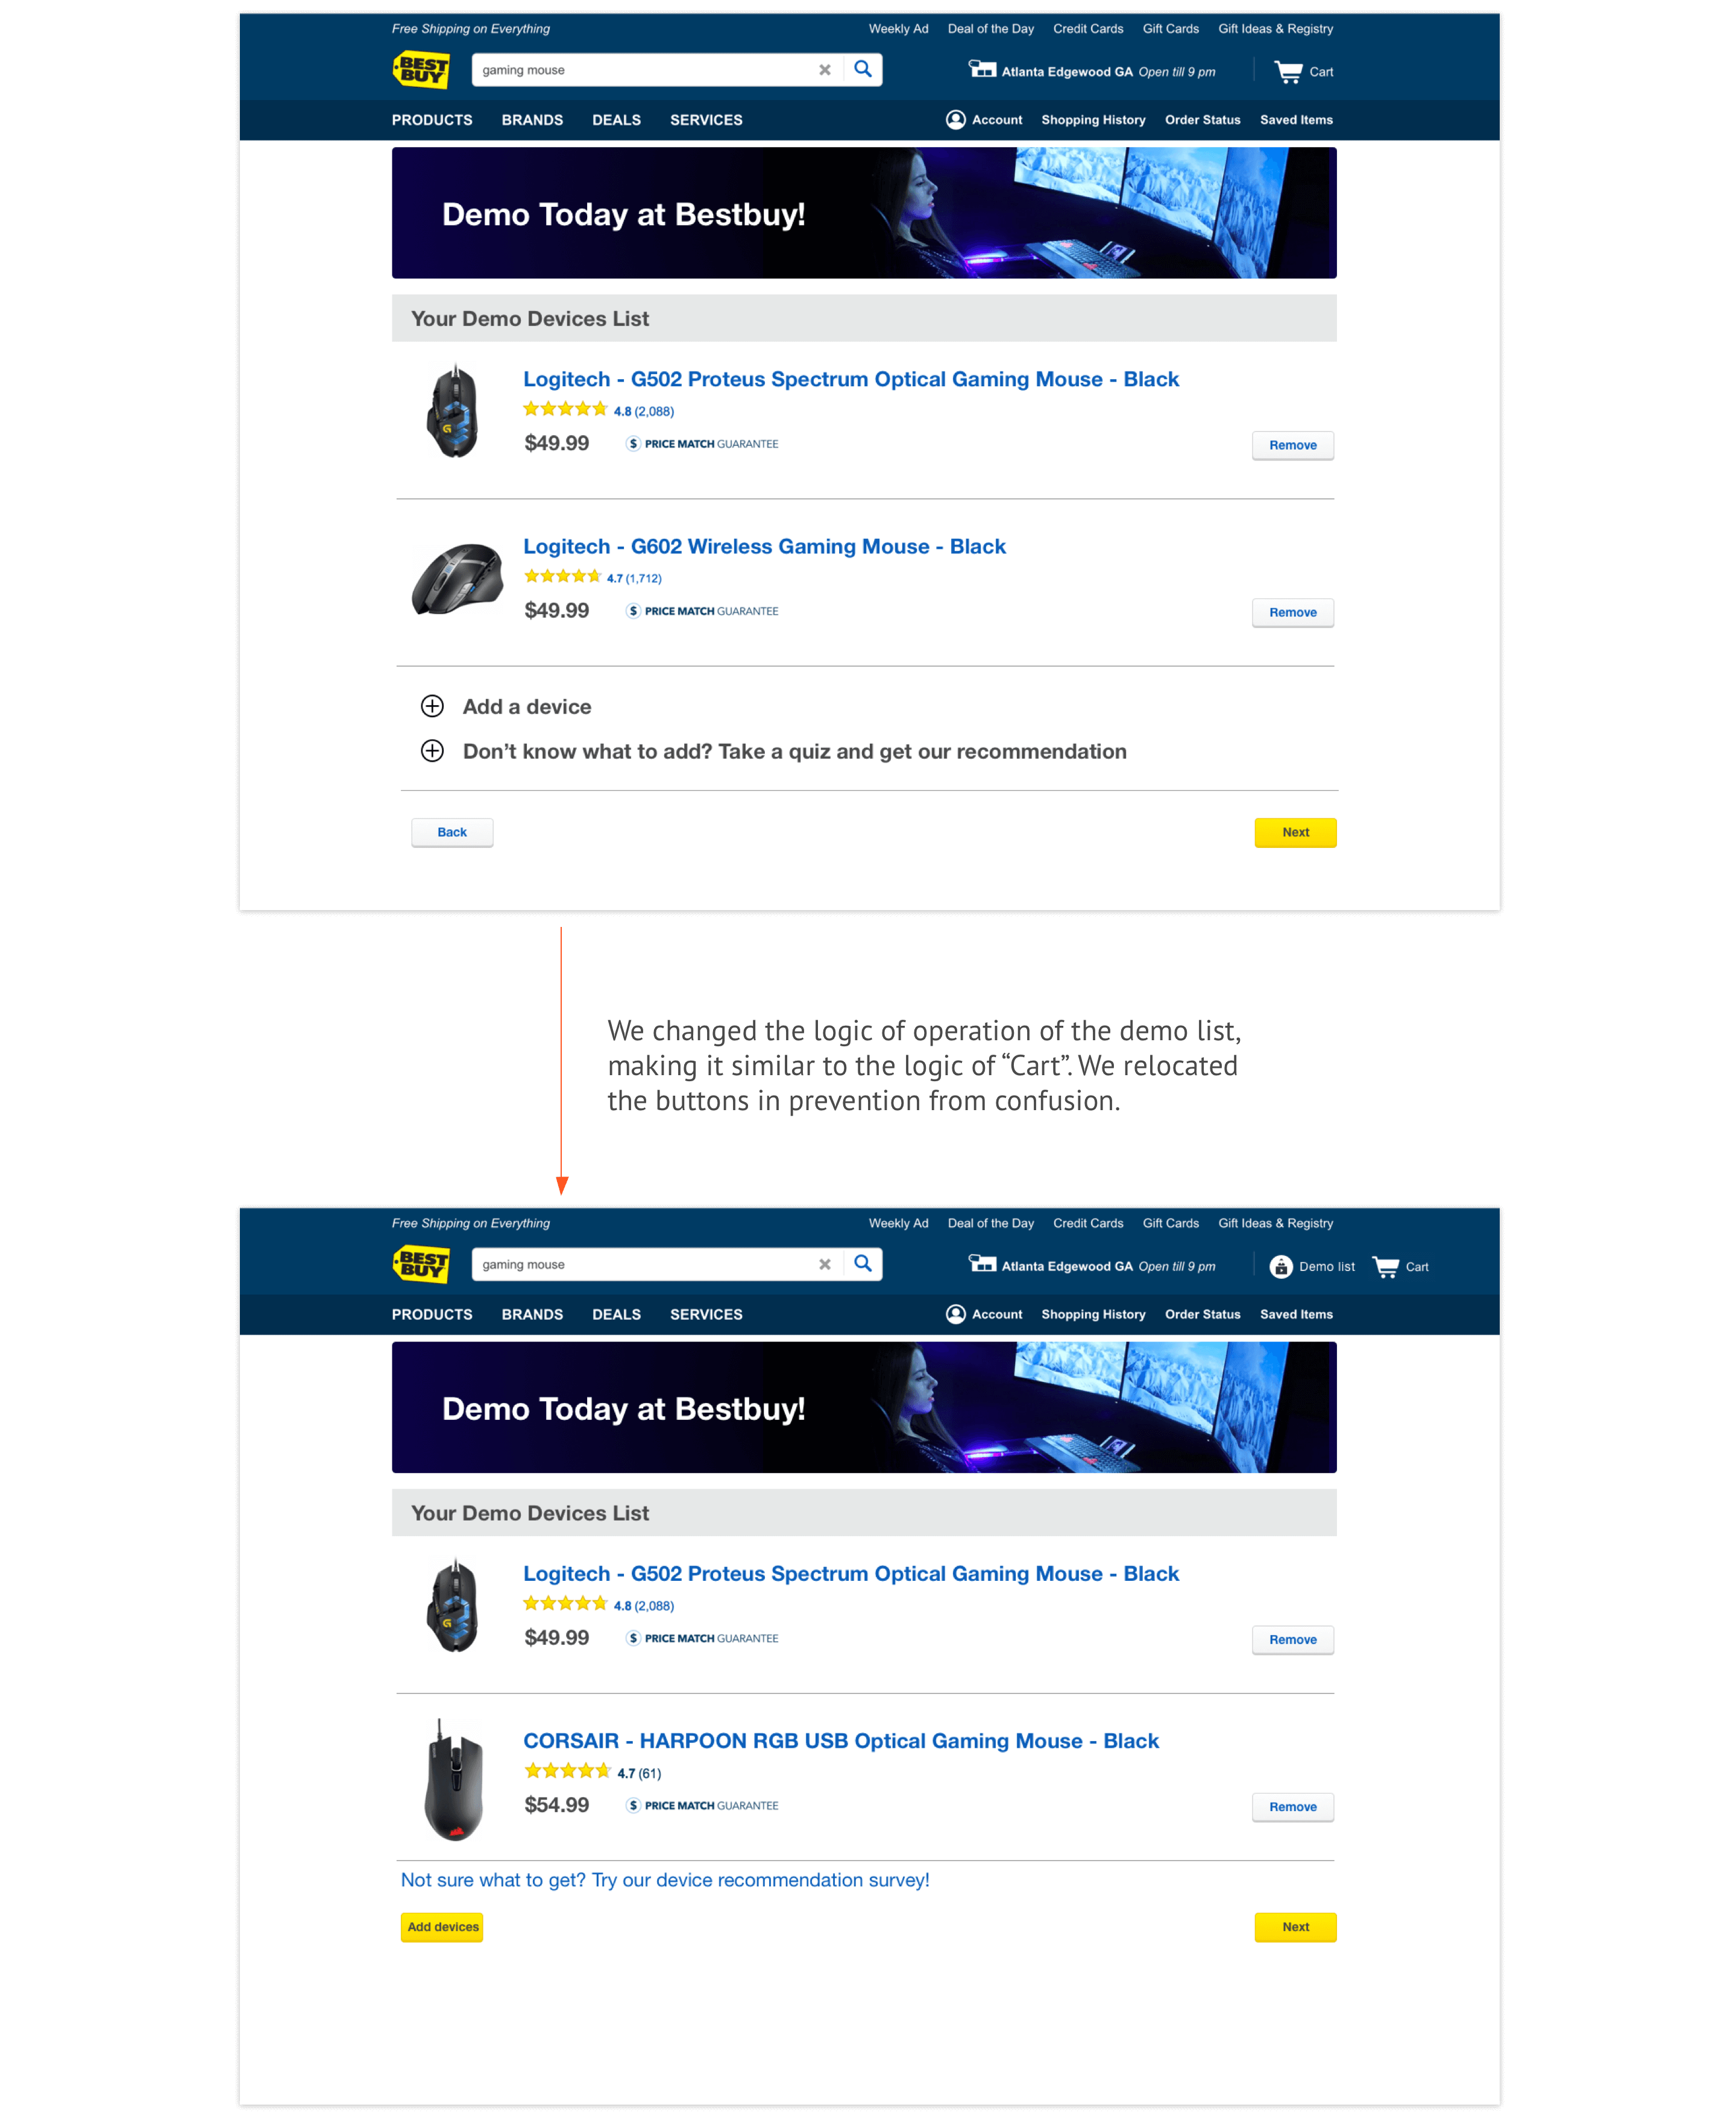 Free Shipping on Everything
Weekly Ad Deal of the Day Credit Cards Gift Cards Gift Ideas & Registry
BEST BUY
gaming mouse
Atlanta Edgewood GA Open till 9 pm
Cart
PRODUCTS BRANDS DEALS SERVICES
Account Shopping History Order Status Saved Items
Demo Today at Bestbuy!
Your Demo Devices List
Logitech - G502 Proteus Spectrum Optical Gaming Mouse - Black
4.8 (2,088)
$49.99 $ PRICE MATCH GUARANTEE
Remove
Logitech - G602 Wireless Gaming Mouse - Black
4.7 (1,712)
$49.99 $ PRICE MATCH GUARANTEE
Remove
Add a device
Don’t know what to add? Take a quiz and get our recommendation
Back Next
We changed the logic of operation of the demo list,
making it similar to the logic of “Cart”. We relocated
the buttons in prevention from confusion.
Free Shipping on Everything
Weekly Ad Deal of the Day Credit Cards Gift Cards Gift Ideas & Registry
BEST BUY
gaming mouse
Atlanta Edgewood GA Open till 9 pm
Demo list Cart
PRODUCTS BRANDS DEALS SERVICES
Account Shopping History Order Status Saved Items
Demo Today at Bestbuy!
Your Demo Devices List
Logitech - G502 Proteus Spectrum Optical Gaming Mouse - Black
4.8 (2,088)
$49.99 $ PRICE MATCH GUARANTEE
Remove
CORSAIR - HARPOON RGB USB Optical Gaming Mouse - Black
4.7 (61)
$54.99 $ PRICE MATCH GUARANTEE
Remove
Not sure what to get? Try our device recommendation survey!
Add devices Next